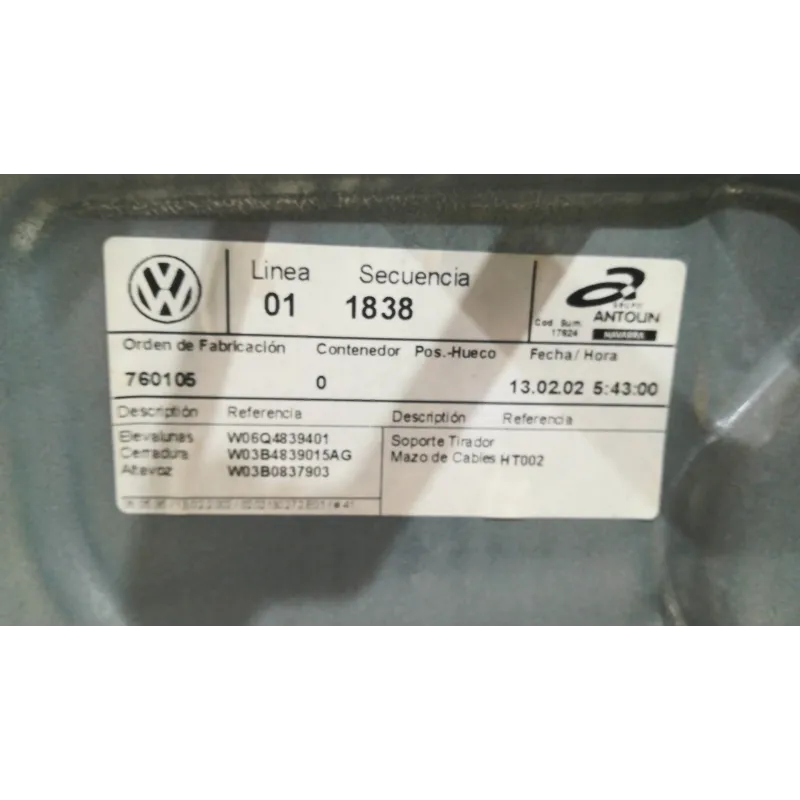 Linea Secuencia
01 1838
GRUPO
ANTOLIN
Cod Sum.
17624 NAVARRA
Orden de Fabricación Contenedor Pos.-Hueco Fecha/Hora
760105 0 13.02.02 5:43:00
Descriptión Referencia Descriptión Referencia
Elevalunas W06Q4839401 Soporte Tirador
Cerradura W03B4839015AG Mazo de Cables HT002
Altavoz W03B0837903